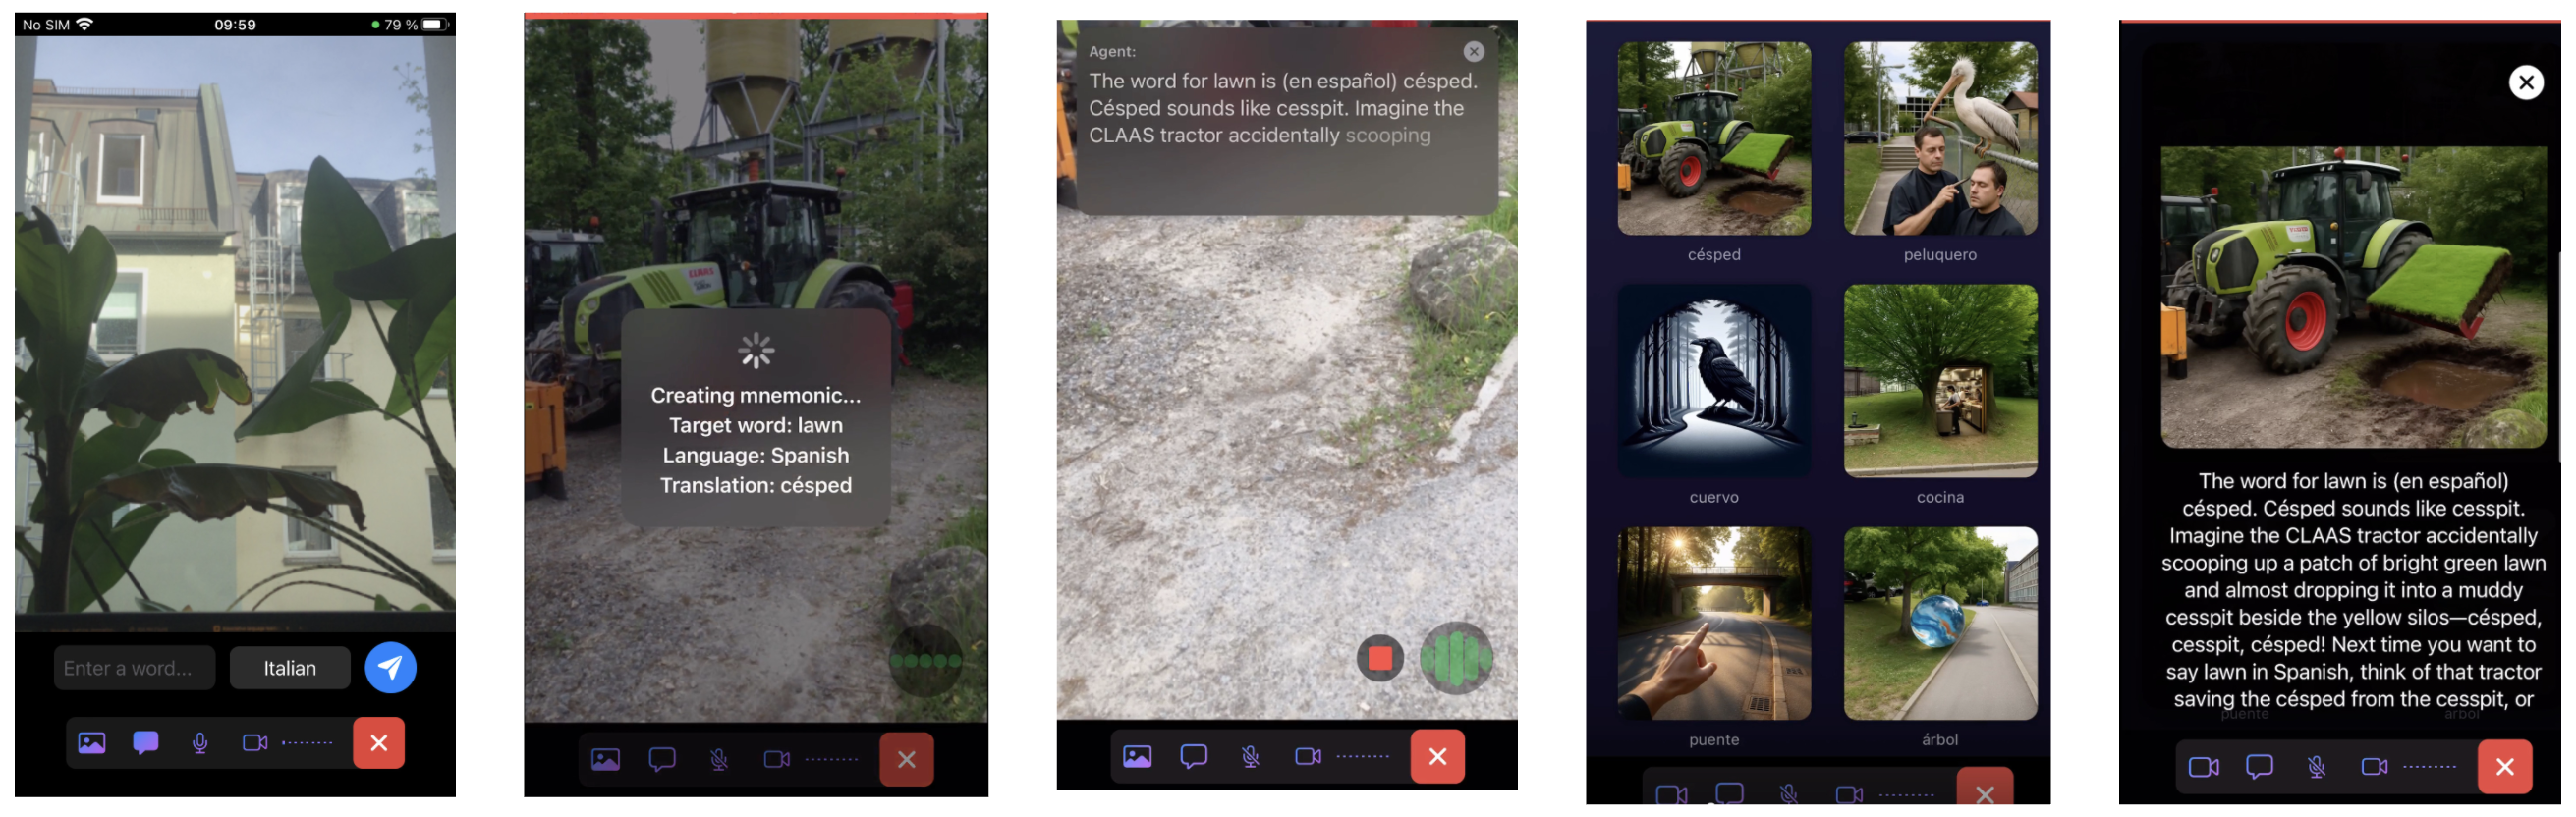 No SIM
09:59
79 %
Enter a word...
Italian
CLAAS
Creating mnemonic...
Target word: lawn
Language: Spanish
Translation: césped
Agent:
The word for lawn is (en español) césped.
Césped sounds like cesspit. Imagine the
CLAAS tractor accidentally scooping
césped
peluquero
cuervo
cocina
puente
árbol
The word for lawn is (en español)
césped. Césped sounds like cesspit.
Imagine the CLAAS tractor accidentally
scooping up a patch of bright green lawn
and almost dropping it into a muddy
cesspit beside the yellow silos—césped,
cesspit, césped! Next time you want to
say lawn in Spanish, think of that tractor
saving the césped from the cesspit, or
puente
árbol